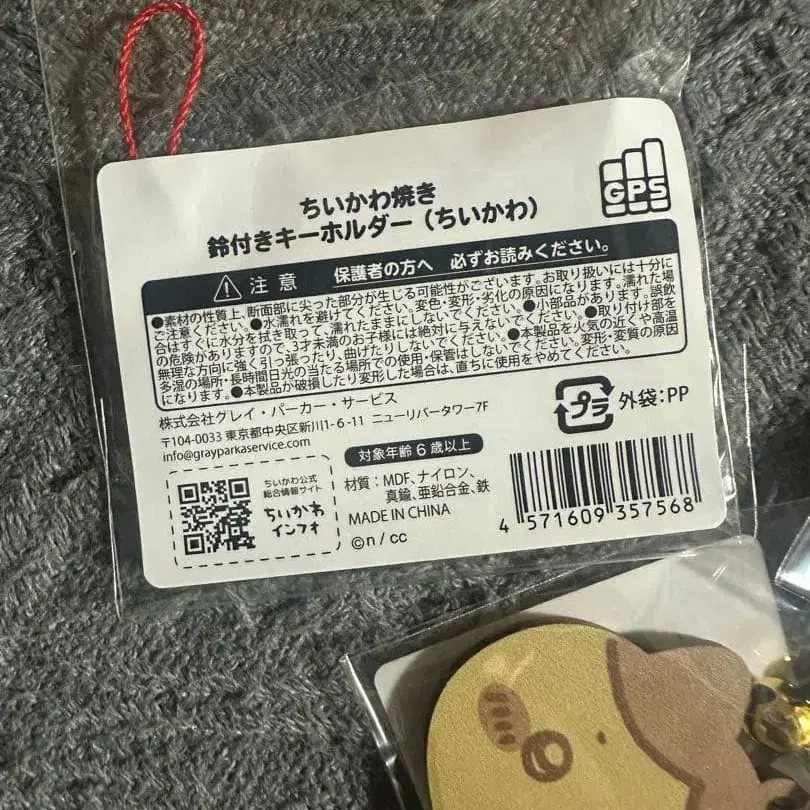 GPS
ちいかわ焼き
鈴付きキーホルダー（ちいかわ）
注 意 保護者の方へ 必ずお読みください。
●素材の性質上、断面部に尖った部分が生じる可能性がございます。お取り扱いには十分に
ご注意ください。●水濡れを避けてください。変色・変形・劣化の原因になります。濡れた場
合はすぐに水分を拭き取って、濡れたままにしないでください。●小部品があります。誤飲
の危険がありますので、3才未満のお子様には絶対に与えないでください。●取り付け部を
無理な方向に強く引っ張ったり、曲げたりしないでください。●本製品を火気の近くや高温
多湿の場所・長時間日光の当たる場所での使用・保管はしないでください。変形・変質の原因
になります。●本製品が破損したり変形した場合は、直ちに使用をやめてください。
株式会社グレイ・パーカー・サービス
〒104-0033 東京都中央区新川1-6-11 ニューリバータワー7F
info@grayparkaservice.com
プラ 外袋：PP
対象年齢 6 歳以上
ちいかわ公式
総合情報サイト
ちいかわ
インフォ
材質：MDF、ナイロン、
真鍮、亜鉛合金、鉄
MADE IN CHINA
©n / cc
4 571609 357568